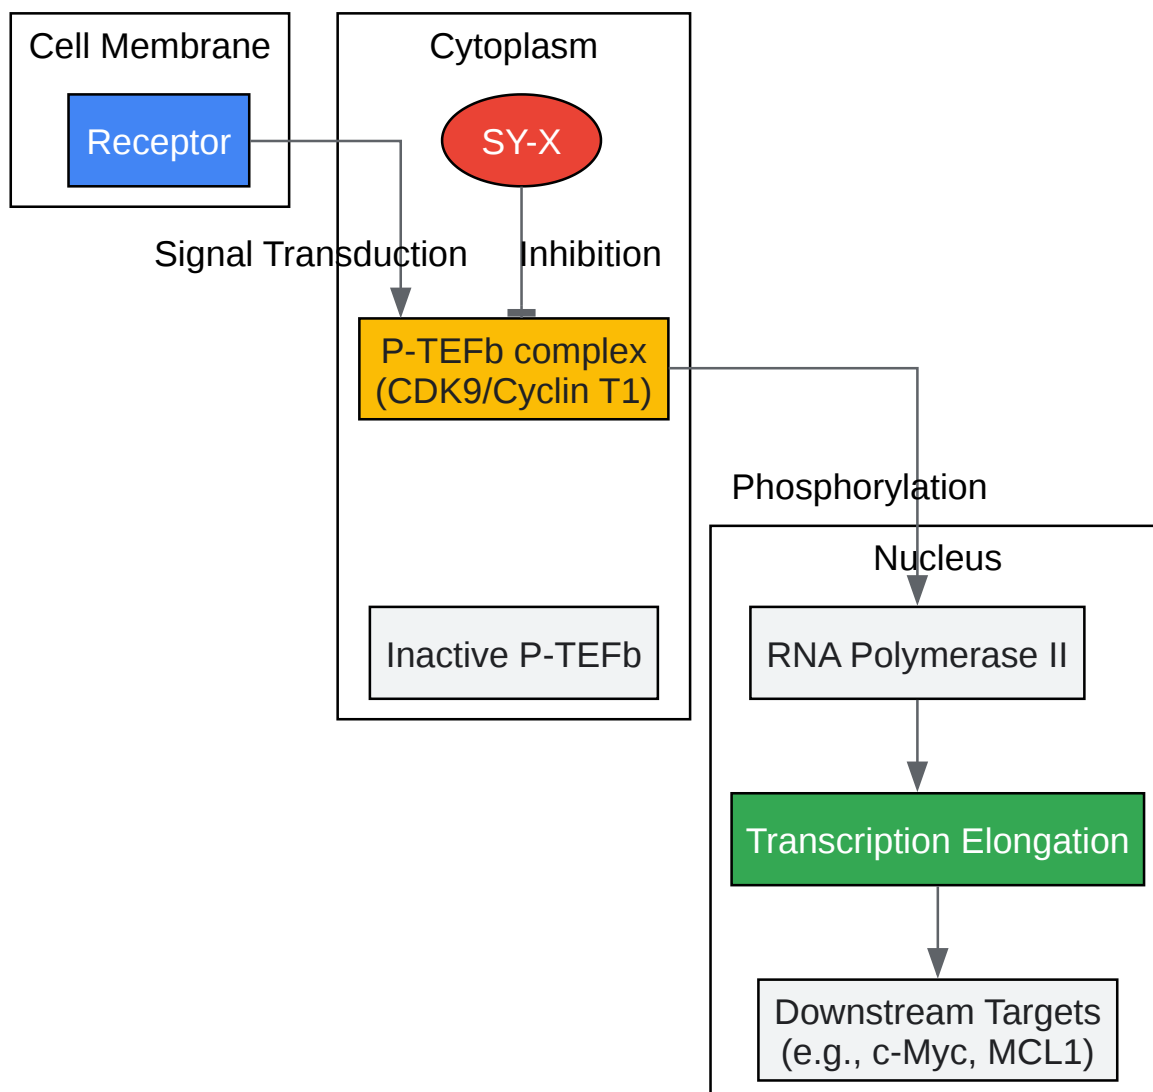 Cell Membrane
Receptor
Cytoplasm
SY-X
Signal Transduction
Inhibition
P-TEFb complex
(CDK9/Cyclin T1)
Inactive P-TEFb
Phosphorylation
Nucleus
RNA Polymerase II
Transcription Elongation
Downstream Targets
(e.g., c-Myc, MCL1)